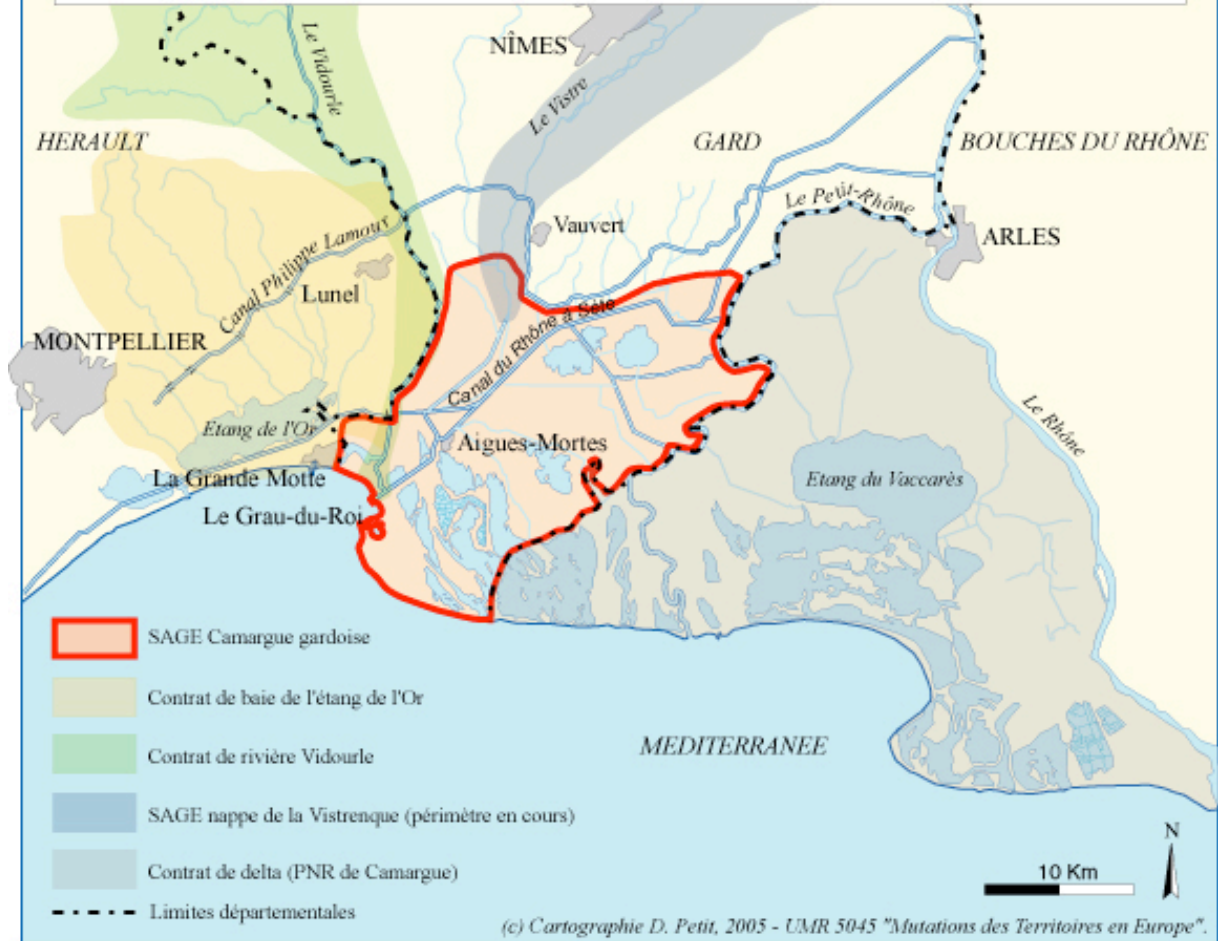 NÎMES
Le Vidourle
Le Vistre
HERAULT
GARD
BOUCHES DU RHÔNE
Le Petit-Rhône
Vauvert
ARLES
Canal Philippe Lamour
Lunel
Canal du Rhône à Sète
MONTPELLIER
Le Rhône
Etang de l'Or
Aigues-Mortes
La Grande Motte
Etang du Vaccarès
Le Grau-du-Roi
SAGE Camargue gardoise
Contrat de baie de l'étang de l'Or
Contrat de rivière Vidourle
MEDITERRANEE
SAGE nappe de la Vistrenque (périmètre en cours)
Contrat de delta (PNR de Camargue)
N
10 Km
Limites départementales
(c) Cartographie D. Petit, 2005 - UMR 5045 "Mutations des Territoires en Europe".